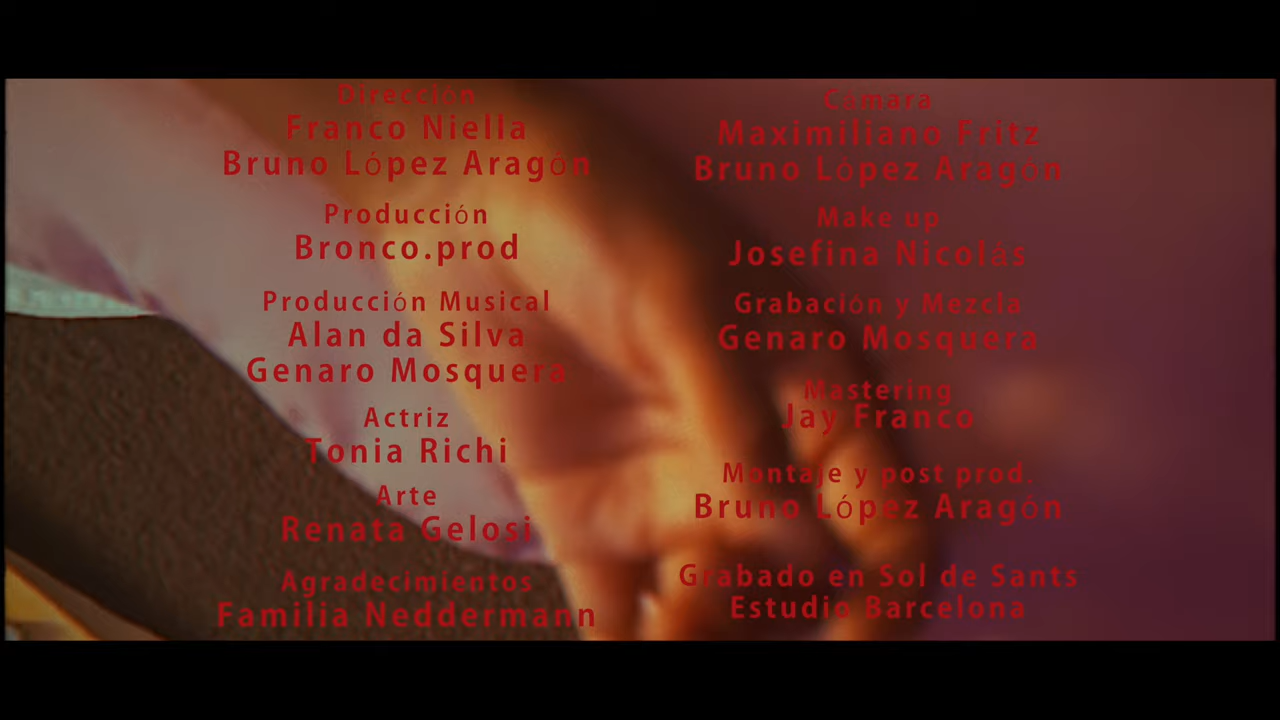 Dirección
Franco Niella
Bruno López Aragón
Producción
Bronco.prod
Producción Musical
Alan da Silva
Genaro Mosquera
Actriz
Tonia Richi
Arte
Renata Gelosi
Agradecimientos
Familia Neddermann
Cámara
Maximiliano Fritz
Bruno López Aragón
Make up
Josefina Nicolás
Grabación y Mezcla
Genaro Mosquera
Mastering
Jay Franco
Montaje y post prod.
Bruno López Aragón
Grabado en Sol de Sants
Estudio Barcelona